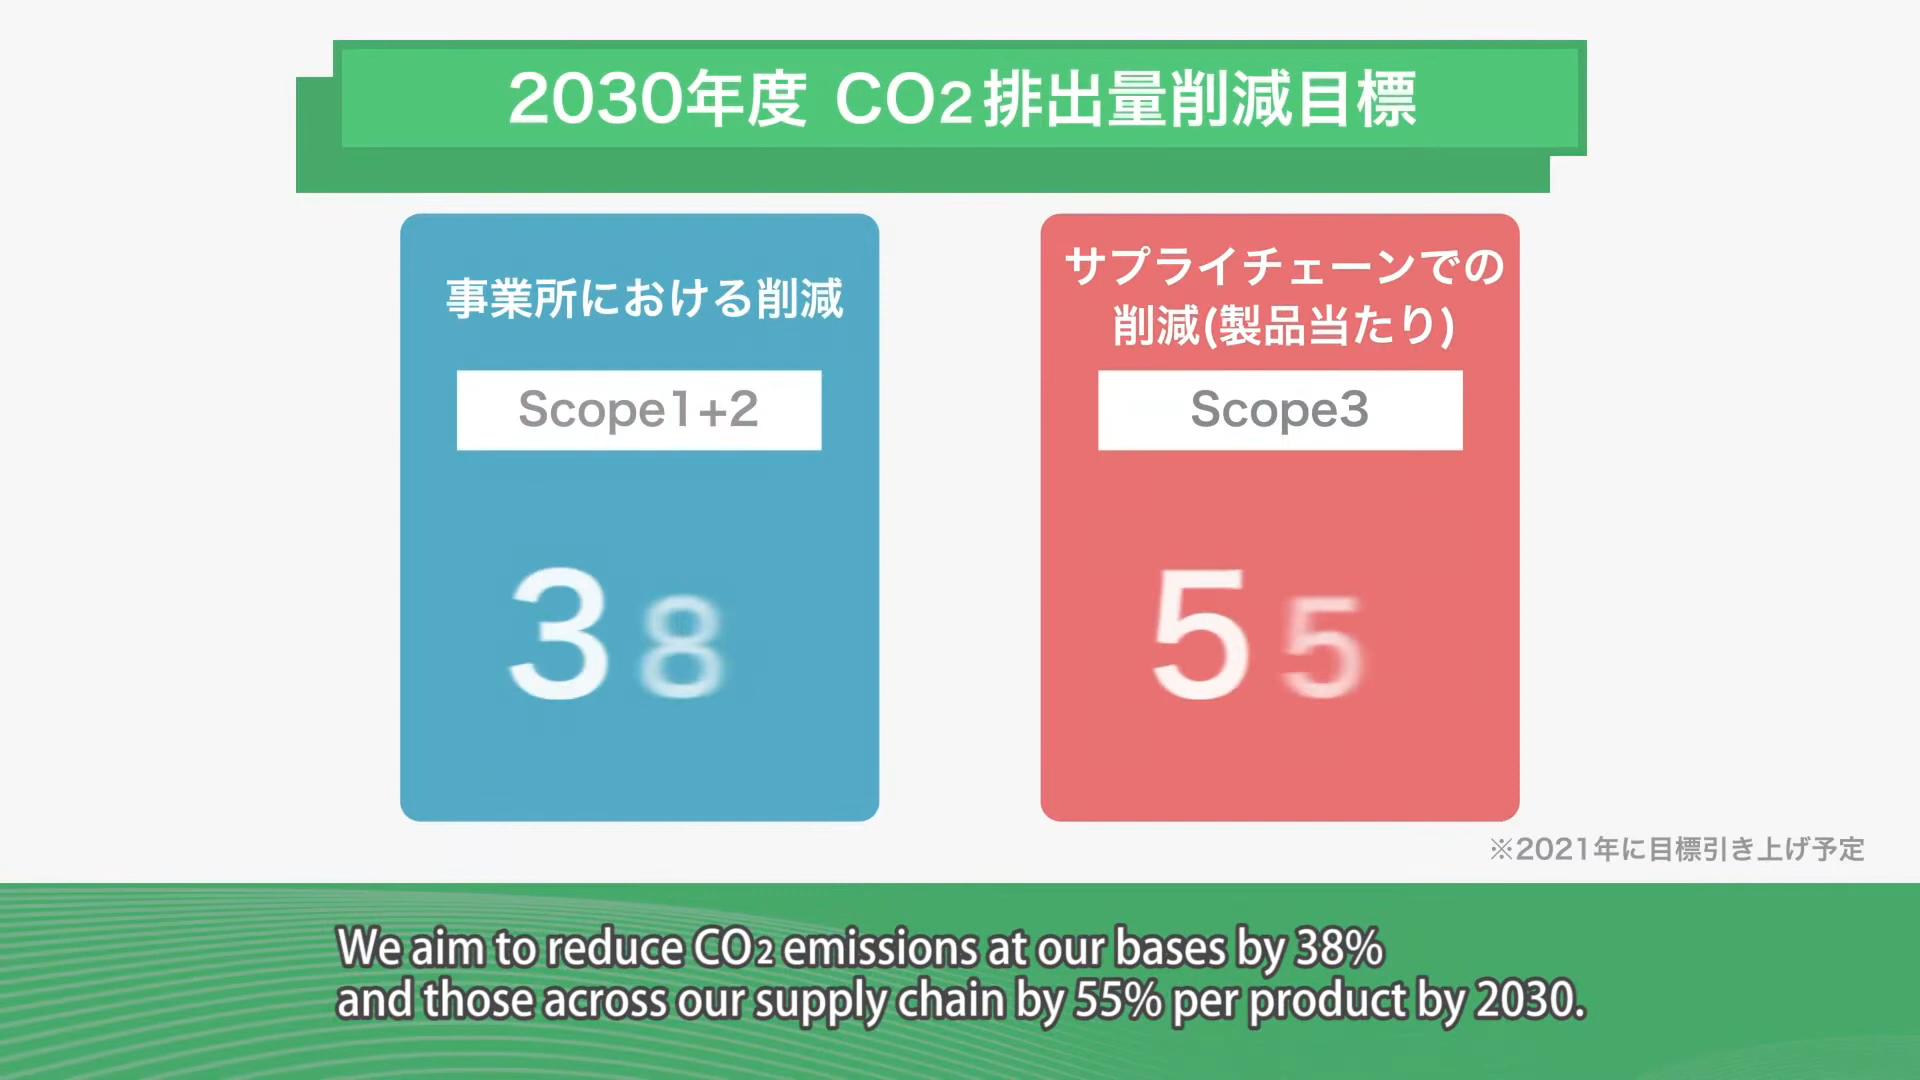 2030年度 CO2排出量削減目標
事業所における削減
Scope1+2
38
サプライチェーンでの
削減(製品当たり)
Scope3
55
※2021年に目標引き上げ予定
We aim to reduce CO2 emissions at our bases by 38%
and those across our supply chain by 55% per product by 2030.